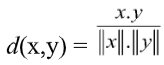 d(x,y) = x.y / ‖x‖.‖y‖